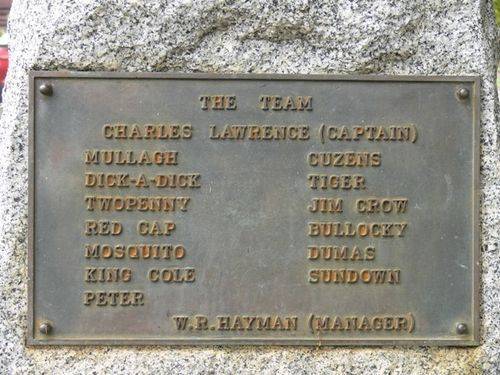 THE TEAM
CHARLES LAWRENCE (CAPTAIN)
MULLAGH CUZENS
DICK-A-DICK TIGER
TWOPENNY JIM CROW
RED CAP BULLOCKY
MOSQUITO DUMAS
KING COLE SUNDOWN
PETER
W.R.HAYMAN (MANAGER)